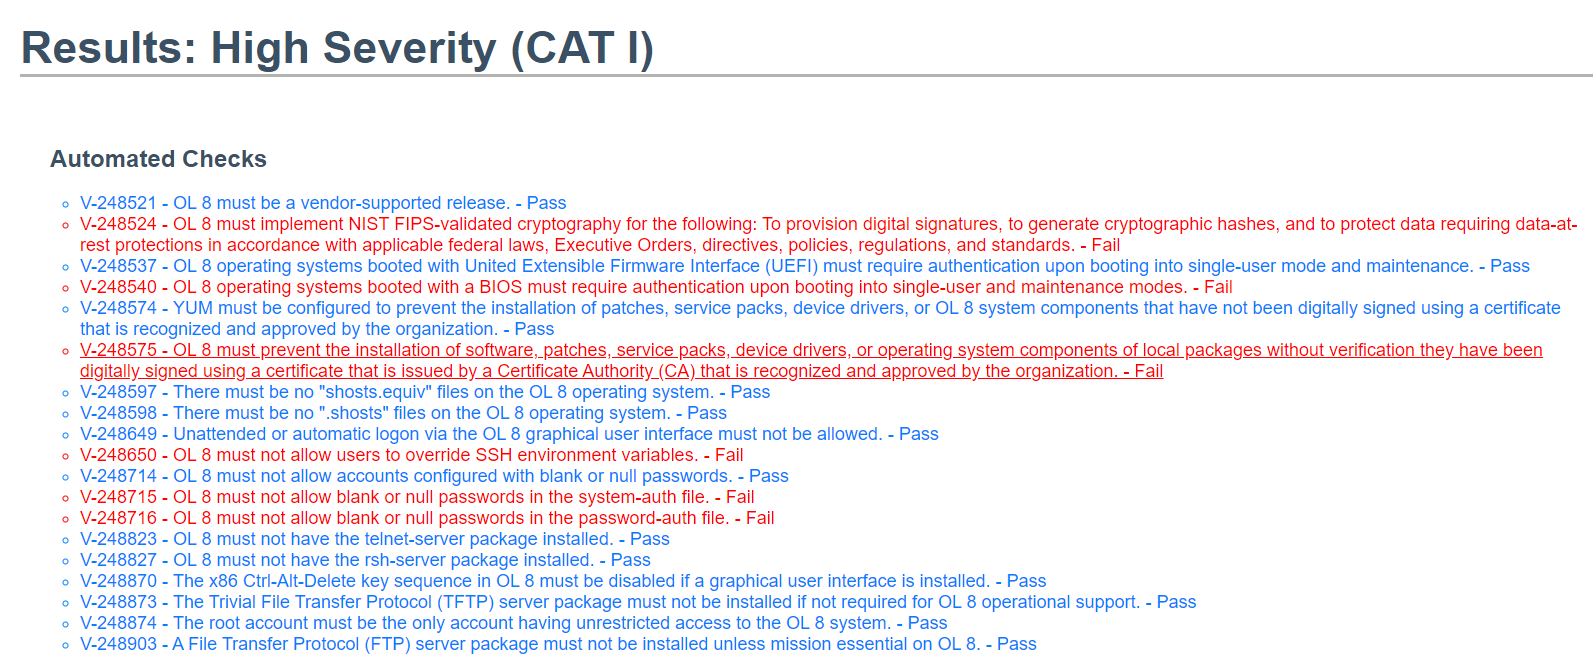 Results: High Severity (CAT I)
Automated Checks
V-248521 - OL 8 must be a vendor-supported release. - Pass
V-248524 - OL 8 must implement NIST FIPS-validated cryptography for the following: To provision digital signatures, to generate cryptographic hashes, and to protect data requiring data-at-
rest protections in accordance with applicable federal laws, Executive Orders, directives, policies, regulations, and standards. - Fail
V-248537 - OL 8 operating systems booted with United Extensible Firmware Interface (UEFI) must require authentication upon booting into single-user mode and maintenance. - Pass
V-248540 - OL 8 operating systems booted with a BIOS must require authentication upon booting into single-user and maintenance modes. - Fail
V-248574 - YUM must be configured to prevent the installation of patches, service packs, device drivers, or OL 8 system components that have not been digitally signed using a certificate
that is recognized and approved by the organization. - Pass
V-248575 - OL 8 must prevent the installation of software, patches, service packs, device drivers, or operating system components of local packages without verification they have been
digitally signed using a certificate that is issued by a Certificate Authority (CA) that is recognized and approved by the organization. - Fail
V-248597 - There must be no "shosts.equiv" files on the OL 8 operating system. - Pass
V-248598 - There must be no ".shosts" files on the OL 8 operating system. - Pass
V-248649 - Unattended or automatic logon via the OL 8 graphical user interface must not be allowed. - Pass
V-248650 - OL 8 must not allow users to override SSH environment variables. - Fail
V-248714 - OL 8 must not allow accounts configured with blank or null passwords. - Pass
V-248715 - OL 8 must not allow blank or null passwords in the system-auth file. - Fail
V-248716 - OL 8 must not allow blank or null passwords in the password-auth file. - Fail
V-248823 - OL 8 must not have the telnet-server package installed. - Pass
V-248827 - OL 8 must not have the rsh-server package installed. - Pass
V-248870 - The x86 Ctrl-Alt-Delete key sequence in OL 8 must be disabled if a graphical user interface is installed. - Pass
V-248873 - The Trivial File Transfer Protocol (TFTP) server package must not be installed if not required for OL 8 operational support. - Pass
V-248874 - The root account must be the only account having unrestricted access to the OL 8 system. - Pass
V-248903 - A File Transfer Protocol (FTP) server package must not be installed unless mission essential on OL 8. - Pass